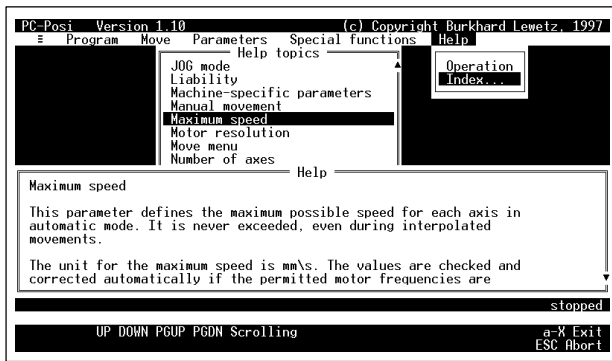 PC-Posi Version 1.10 (c) Copyright Burkhard Lewetz, 1997
≡ Program Move Parameters Special functions Help
Help topics
JOG mode
Liability
Machine-specific parameters
Manual movement
Maximum speed
Motor resolution
Move menu
Number of axes
Operation
Index...
Help
Maximum speed
This parameter defines the maximum possible speed for each axis in
automatic mode. It is never exceeded, even during interpolated
movements.
The unit for the maximum speed is mm\s. The values are checked and
corrected automatically if the permitted motor frequencies are
stopped
UP DOWN PGUP PGDN Scrolling a-X Exit
ESC Abort